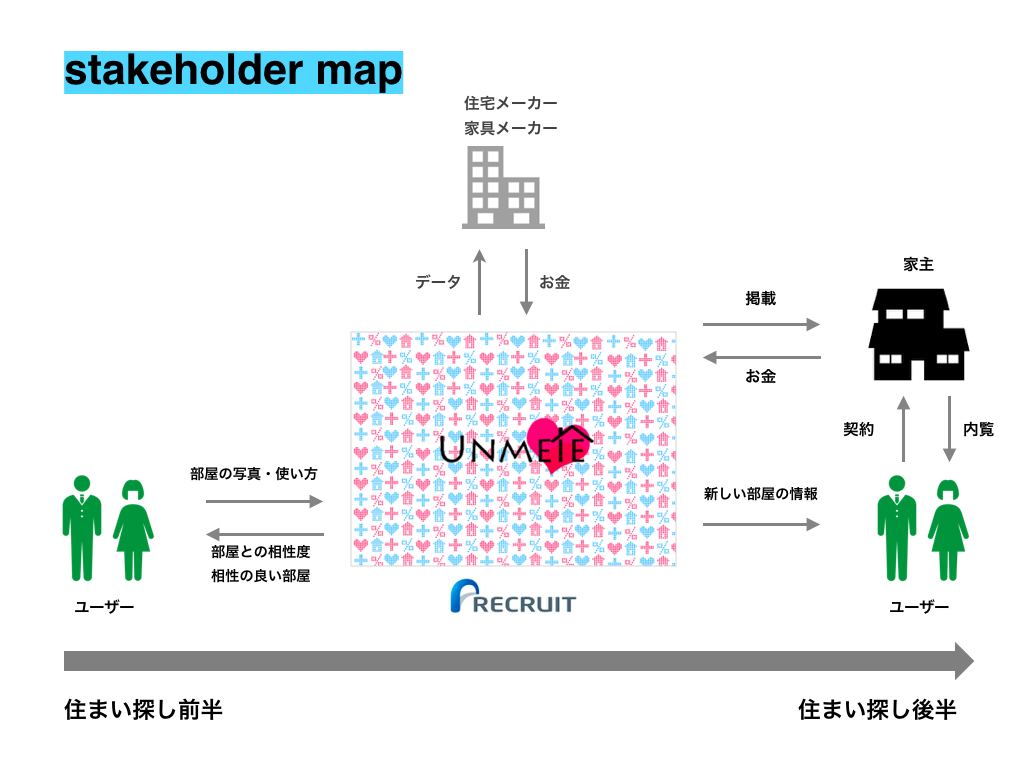 stakeholder map
住宅メーカー
家具メーカー
データ
お金
家主
掲載
お金
契約
内覧
UNMEIE
部屋の写真・使い方
部屋との相性度
相性の良い部屋
新しい部屋の情報
RECRUIT
ユーザー
ユーザー
住まい探し前半
住まい探し後半